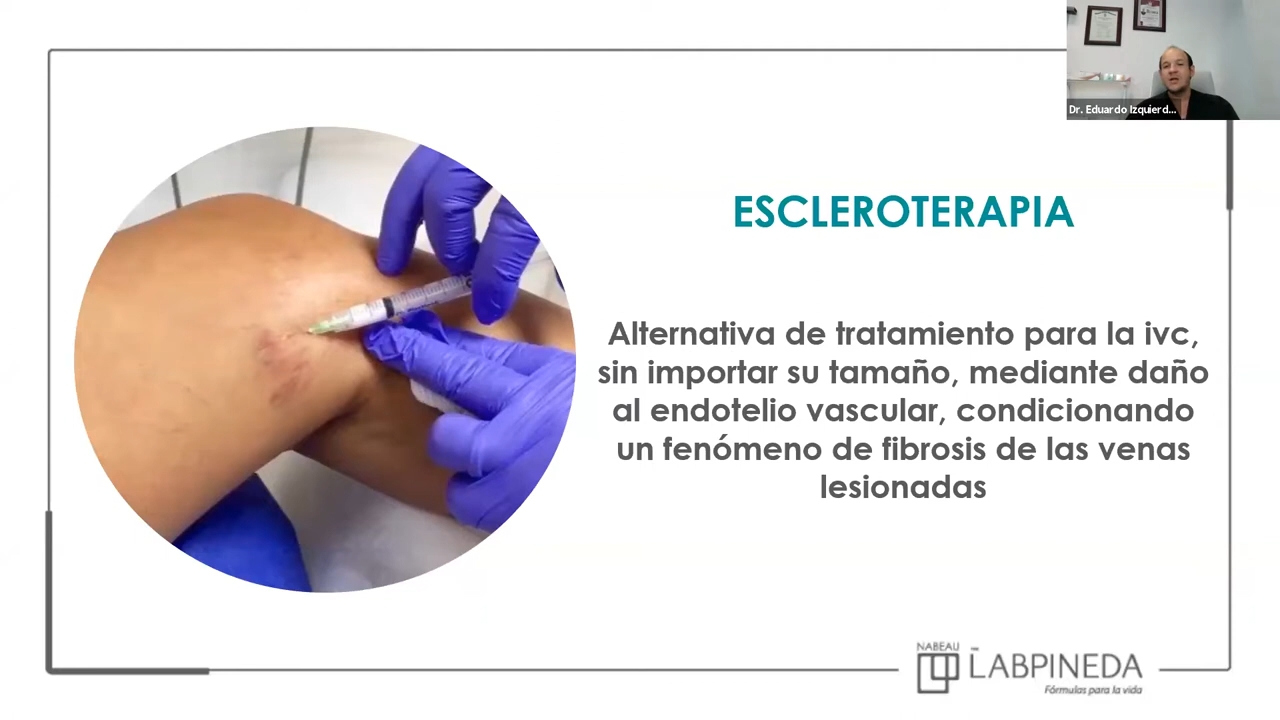 Dr. Eduardo Izquierd...
ESCLEROTERAPIA
Alternativa de tratamiento para la ivc,
sin importar su tamaño, mediante daño
al endotelio vascular, condicionando
un fenómeno de fibrosis de las venas
lesionadas
NABEAU
LABPINEDA
Fórmulas para la vida